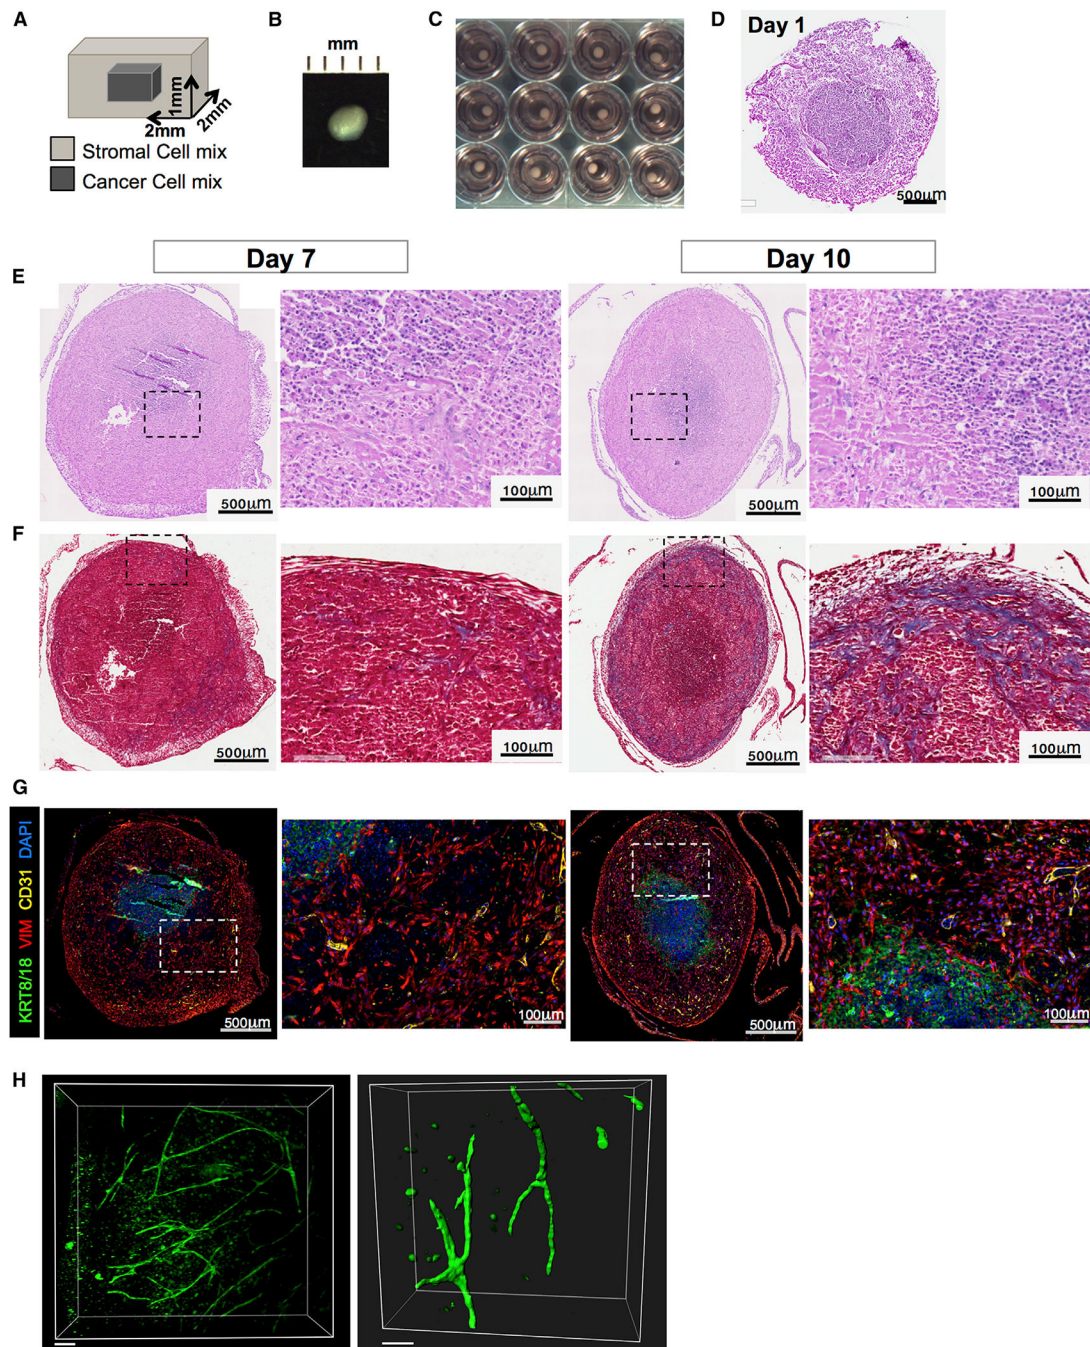 A
1mm
2mm
2mm
Stromal Cell mix
Cancer Cell mix
B
mm
C
D
Day 1
500µm
Day 7
Day 10
E
500µm
100µm
500µm
100µm
F
500µm
100µm
500µm
100µm
G
KRT8/18 VIM CD31 DAPI
500µm
100µm
500µm
100µm
H